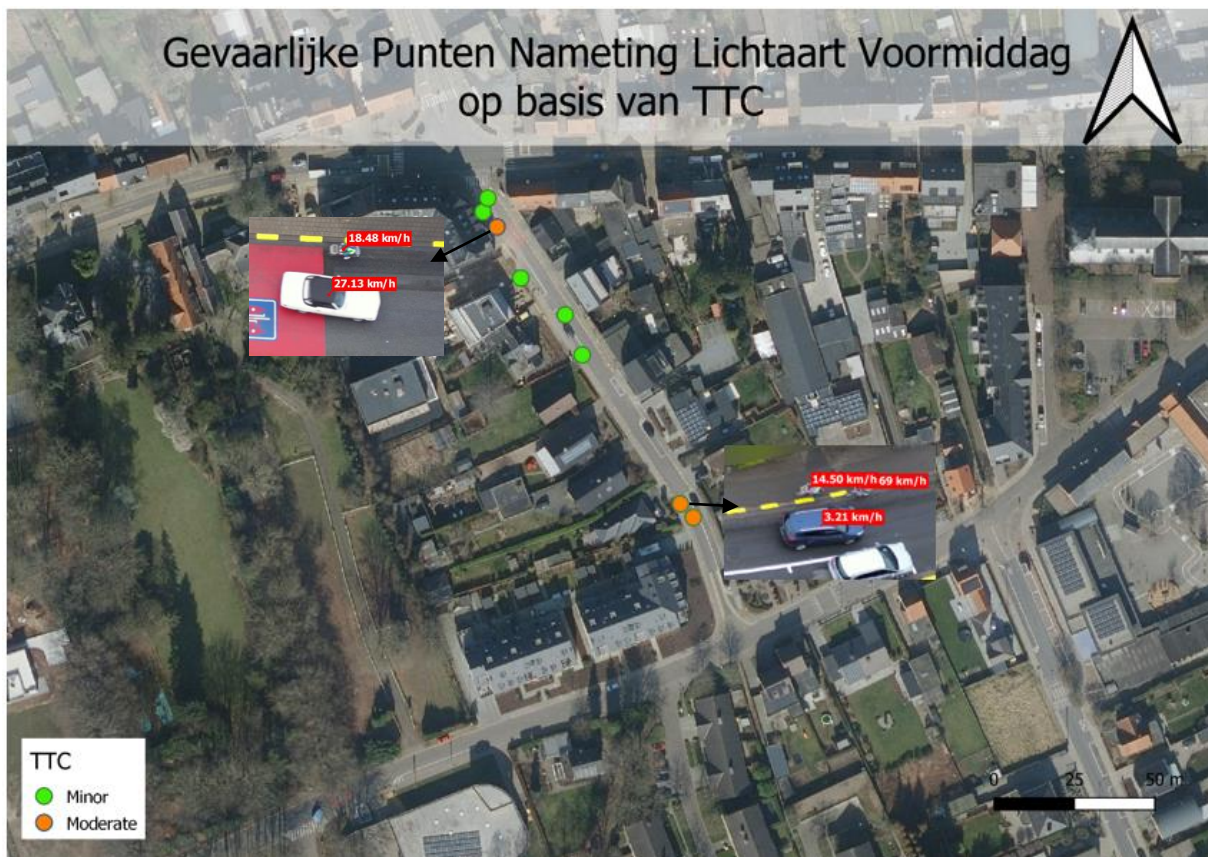 Gevaarlijke Punten Nameting Lichtaart Voormiddag
op basis van TTC
18.48 km/h
27.13 km/h
14.50 km/h 69 km/h
3.21 km/h
TTC
Minor
Moderate
0 25 50 m